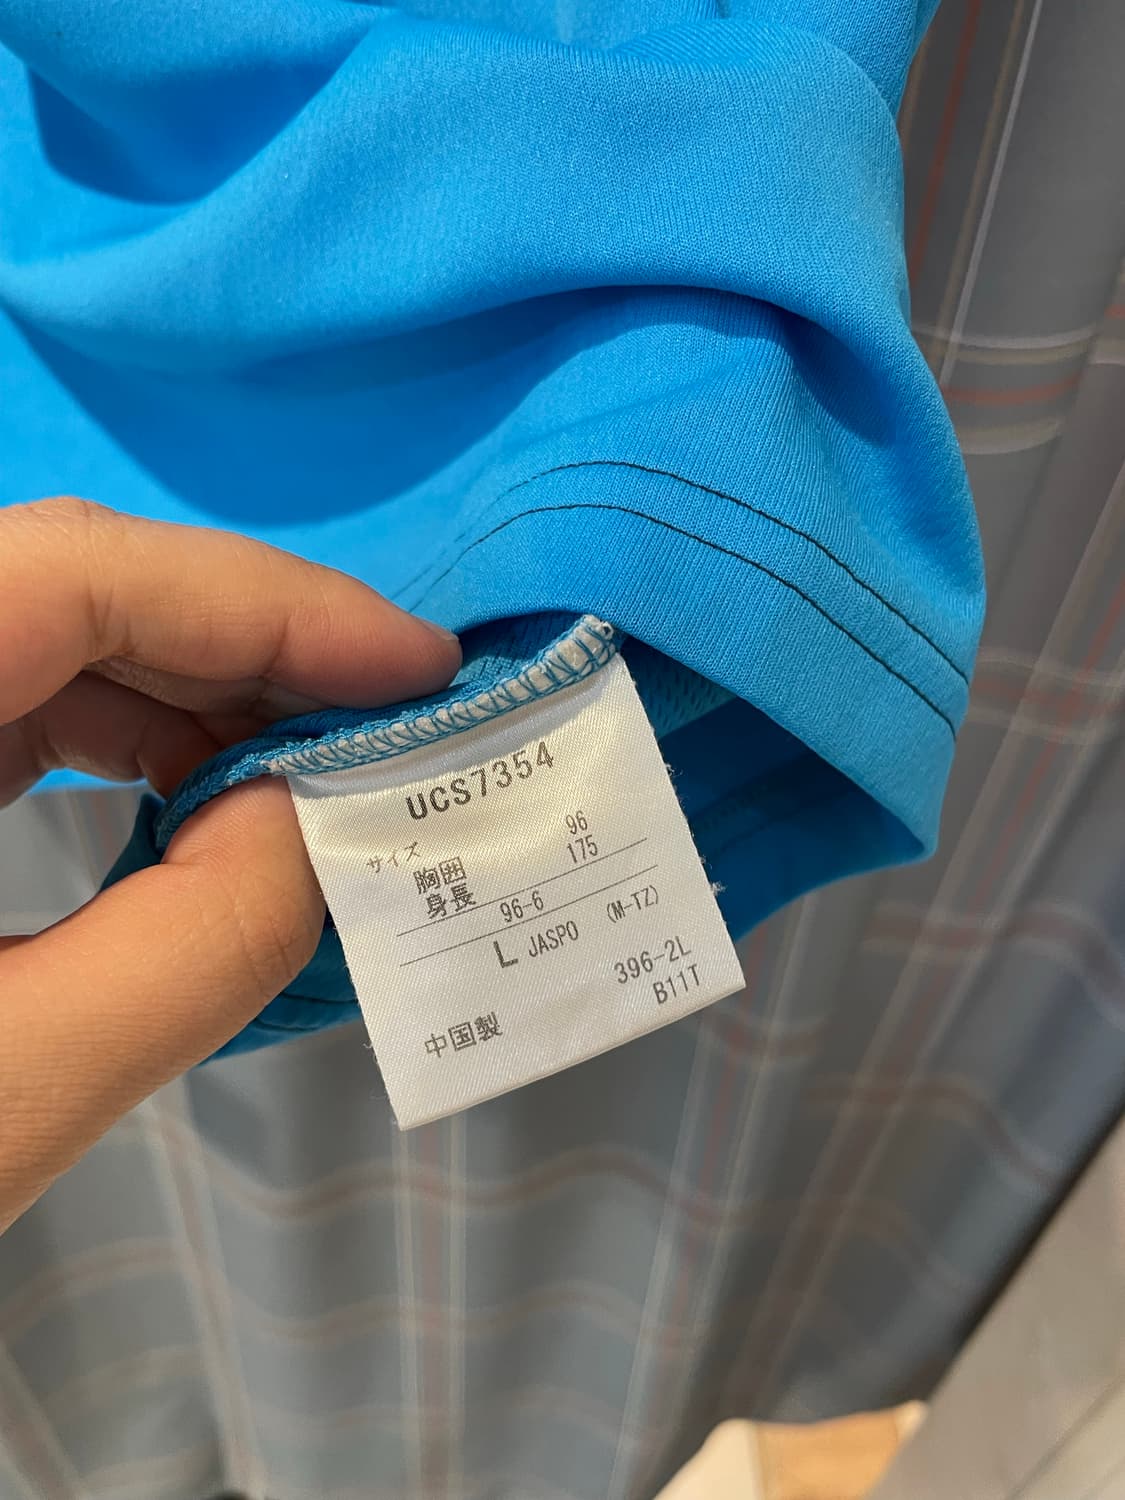 UCS7354
サイズ
胸囲 96
身長 175
96-6
L JASPO (M-TZ)
396-2L
B11T
中国製